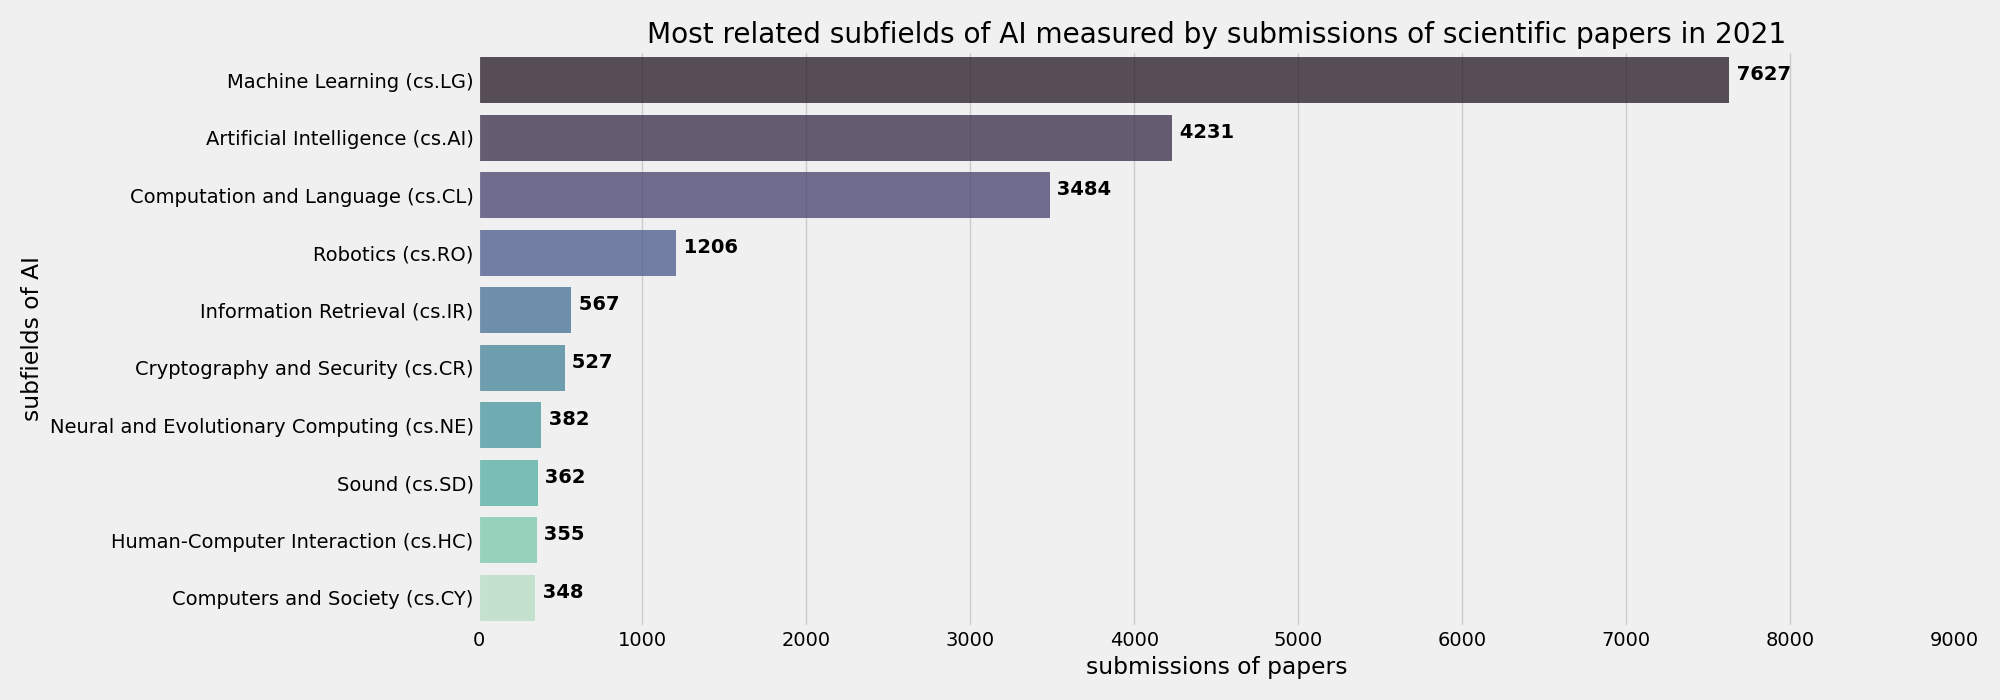 Most related subfields of AI measured by submissions of scientific papers in 2021
Machine Learning (cs.LG) 7627
Artificial Intelligence (cs.AI) 4231
Computation and Language (cs.CL) 3484
Robotics (cs.RO) 1206
Information Retrieval (cs.IR) 567
Cryptography and Security (cs.CR) 527
Neural and Evolutionary Computing (cs.NE) 382
Sound (cs.SD) 362
Human-Computer Interaction (cs.HC) 355
Computers and Society (cs.CY) 348
subfields of AI
0 1000 2000 3000 4000 5000 6000 7000 8000 9000
submissions of papers